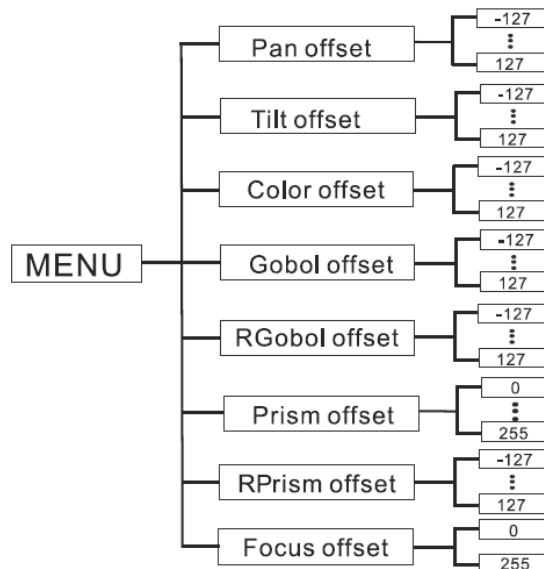 Pan offset
-127
127
Tilt offset
-127
127
Color offset
-127
127
MENU
Gobol offset
-127
127
RGobol offset
-127
127
Prism offset
0
255
RPrism offset
-127
127
Focus offset
0
255